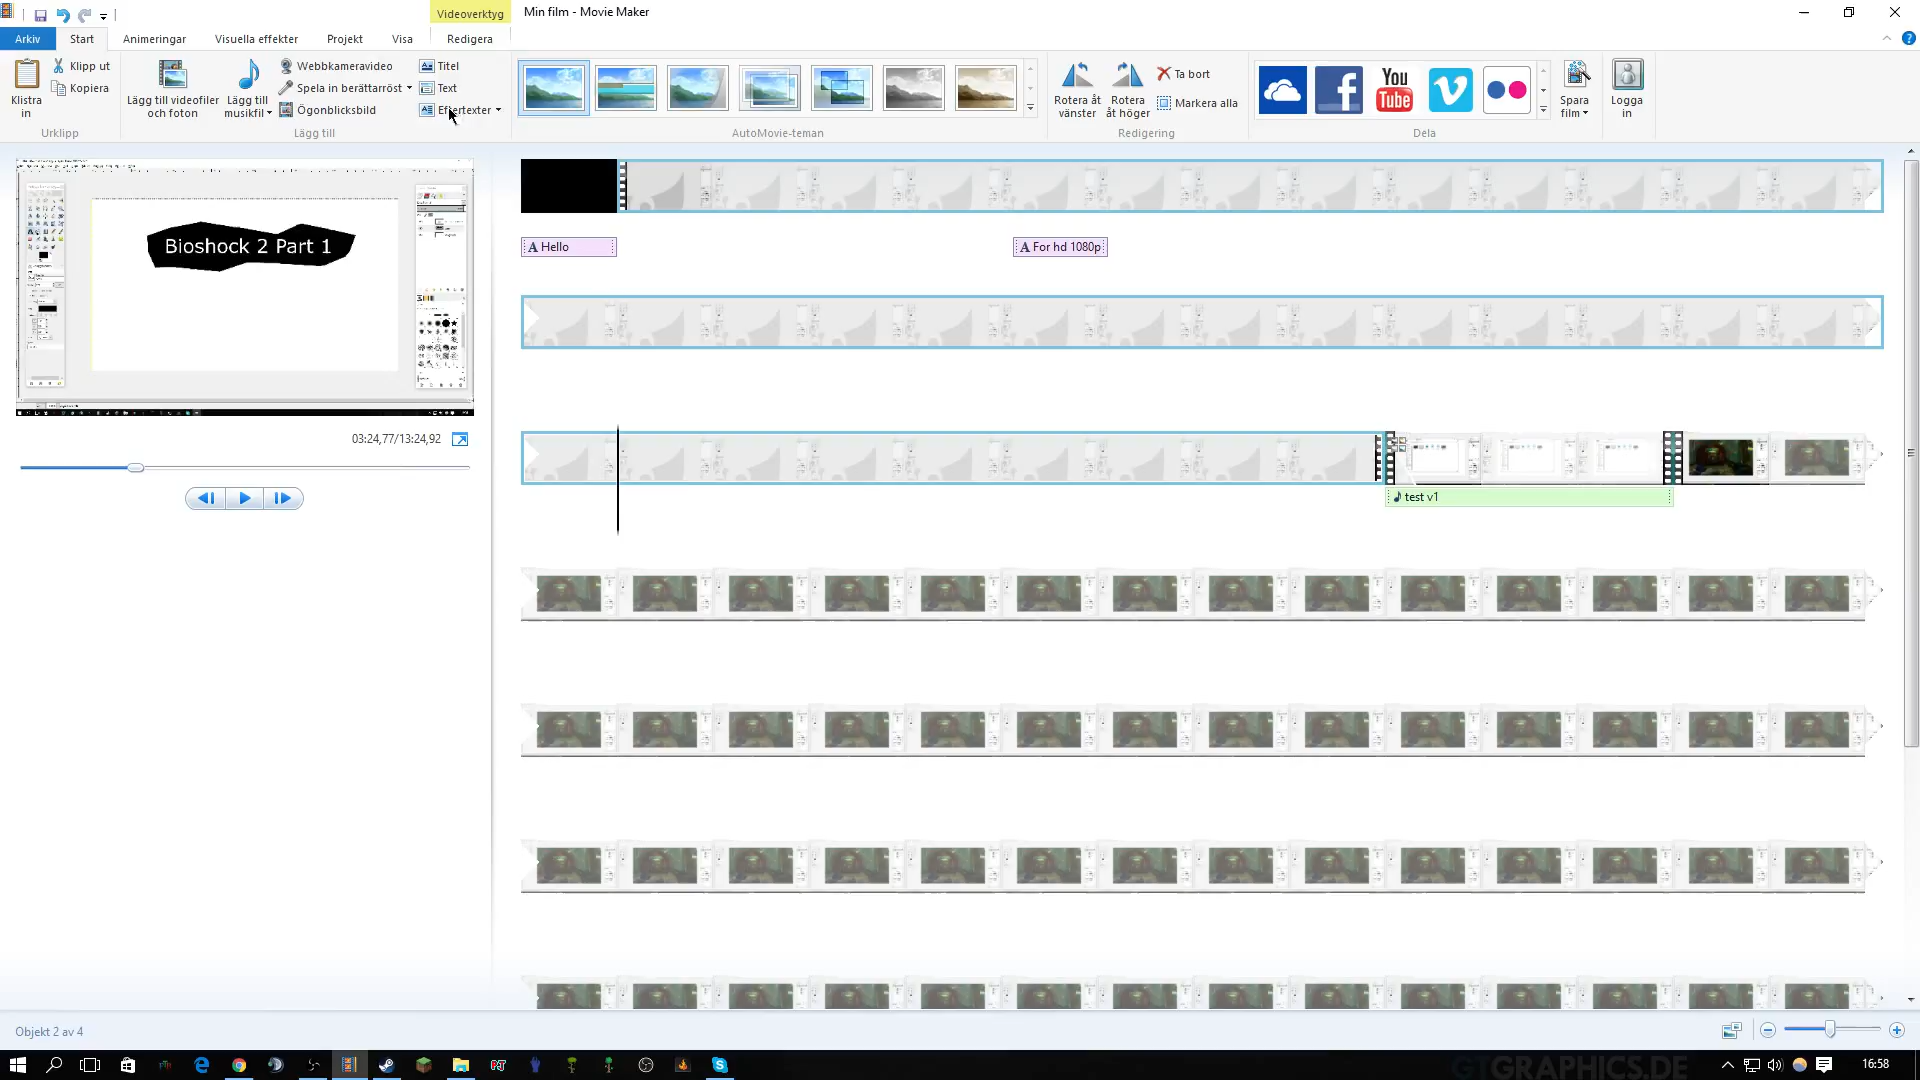 Videoverktyg
Min film - Movie Maker
Arkiv
Start
Animeringar
Visuella effekter
Projekt
Visa
Redigera
Klistra
in
Klipp ut
Kopiera
Urklipp
Lägg till videofiler
och foton
Lägg till
musikfil
Webbkameravideo
Spela in berättarröst
Ögonblicksbild
Titel
Text
Eftertexter
Lägg till
AutoMovie-teman
Rotera åt
vänster
Rotera
åt höger
Ta bort
Markera alla
Redigering
You
Tube
Dela
Spara
film
Logga
in
Bioshock 2 Part 1
03:24,77/13:24,92
A Hello
A For hd 1080p
test v1
Objekt 2 av 4
GTGRAPHICS.DE
16:58